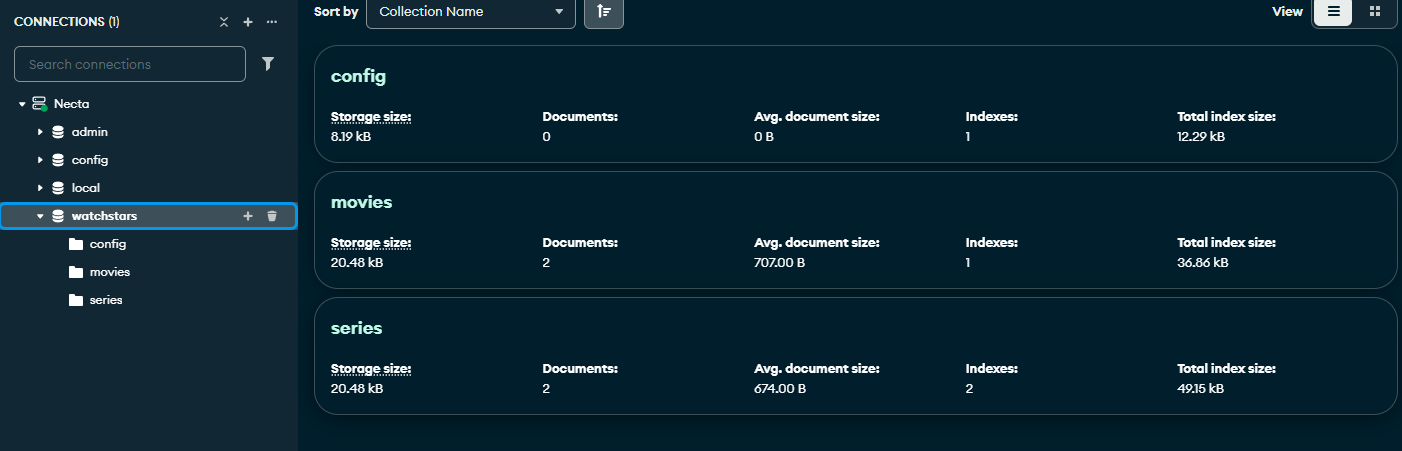 CONNECTIONS (1)
Search connections
Necta
admin
config
local
watchstars
config
movies
series
Sort by Collection Name View
config
Storage size: Documents: Avg. document size: Indexes: Total index size:
8.19 kB 0 0 B 1 12.29 kB
movies
Storage size: Documents: Avg. document size: Indexes: Total index size:
20.48 kB 2 707.00 B 1 36.86 kB
series
Storage size: Documents: Avg. document size: Indexes: Total index size:
20.48 kB 2 674.00 B 2 49.15 kB